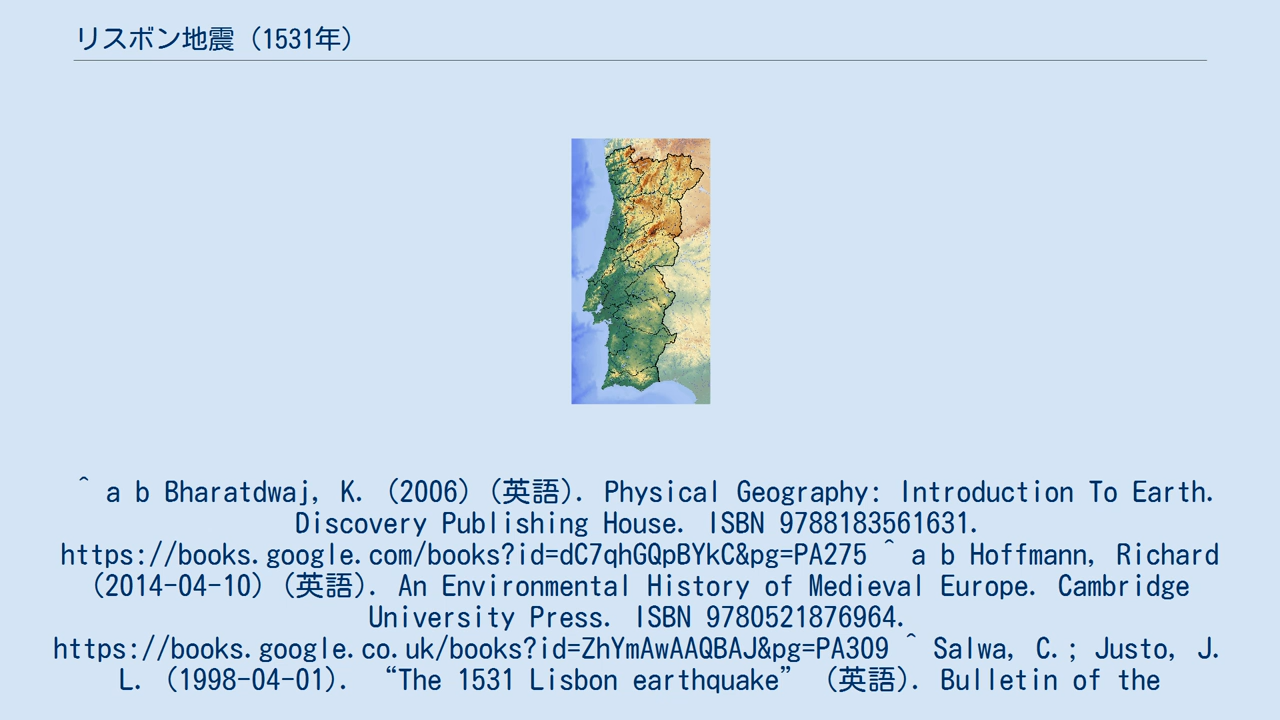 リスボン地震（1531年）
^ a b Bharatdwaj, K. (2006) (英語). Physical Geography: Introduction To Earth.
Discovery Publishing House. ISBN 9788183561631.
https://books.google.com/books?id=dC7qhGQpBYkC&pg=PA275 ^ a b Hoffmann, Richard
(2014-04-10) (英語). An Environmental History of Medieval Europe. Cambridge
University Press. ISBN 9780521876964.
https://books.google.co.uk/books?id=ZhYmAwAAQBAJ&pg=PA309 ^ Salwa, C.; Justo, J.
L. (1998-04-01). “The 1531 Lisbon earthquake” (英語). Bulletin of the